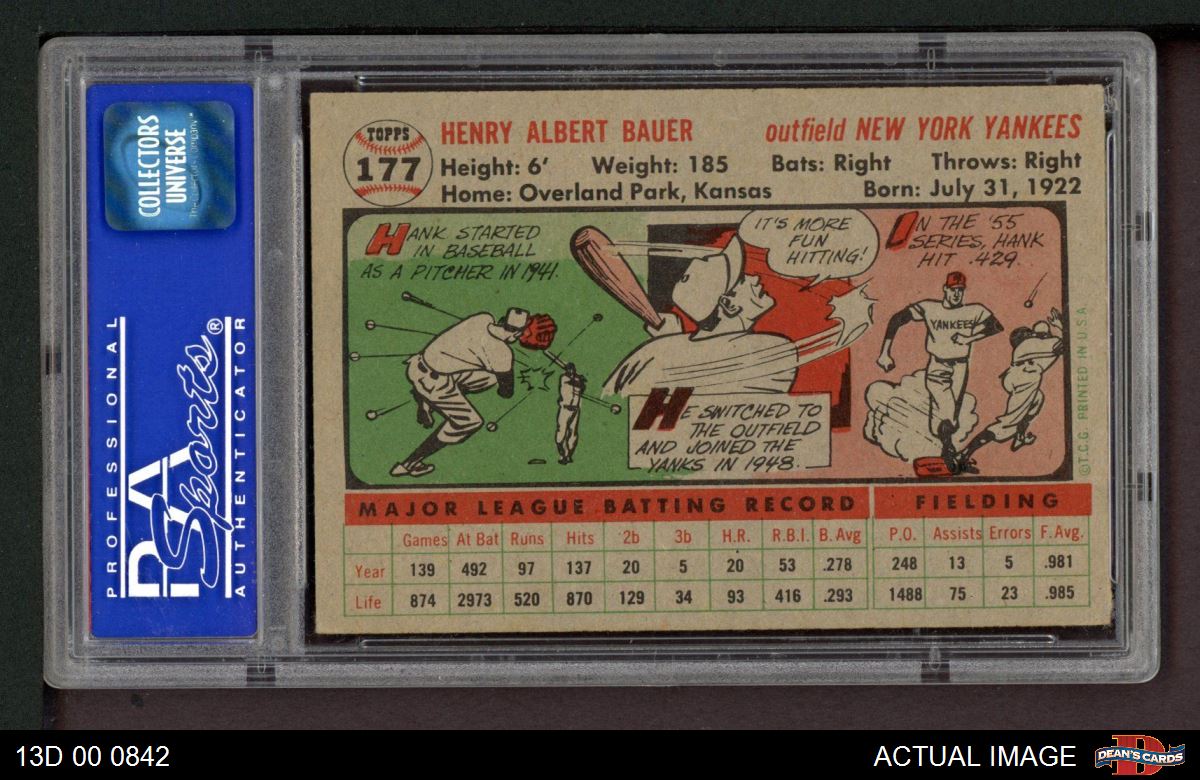 COLLECTORS
UNIVERSE
PROFESSIONAL
PSA
Sports®
AUTHENTICATOR
TOPPS
177
HENRY ALBERT BAUER
outfield NEW YORK YANKEES
Height: 6' Weight: 185 Bats: Right Throws: Right
Home: Overland Park, Kansas Born: July 31, 1922
HANK STARTED
IN BASEBALL
AS A PITCHER IN 1941.
IT'S MORE
FUN
HITTING!
HE SWITCHED TO
THE OUTFIELD
AND JOINED THE
YANKS IN 1948.
IN THE '55
SERIES, HANK
HIT .429.
YANKEES
©T.C.G. PRINTED IN U.S.A.
MAJOR LEAGUE BATTING RECORD FIELDING
Games At Bat Runs Hits 2b 3b H.R. R.B.I. B. Avg P.O. Assists Errors F. Avg.
Year 139 492 97 137 20 5 20 53 .278 248 13 5 .981
Life 874 2973 520 870 129 34 93 416 .293 1488 75 23 .985
13D 00 0842
ACTUAL IMAGE
D
DEAN'S CARDS